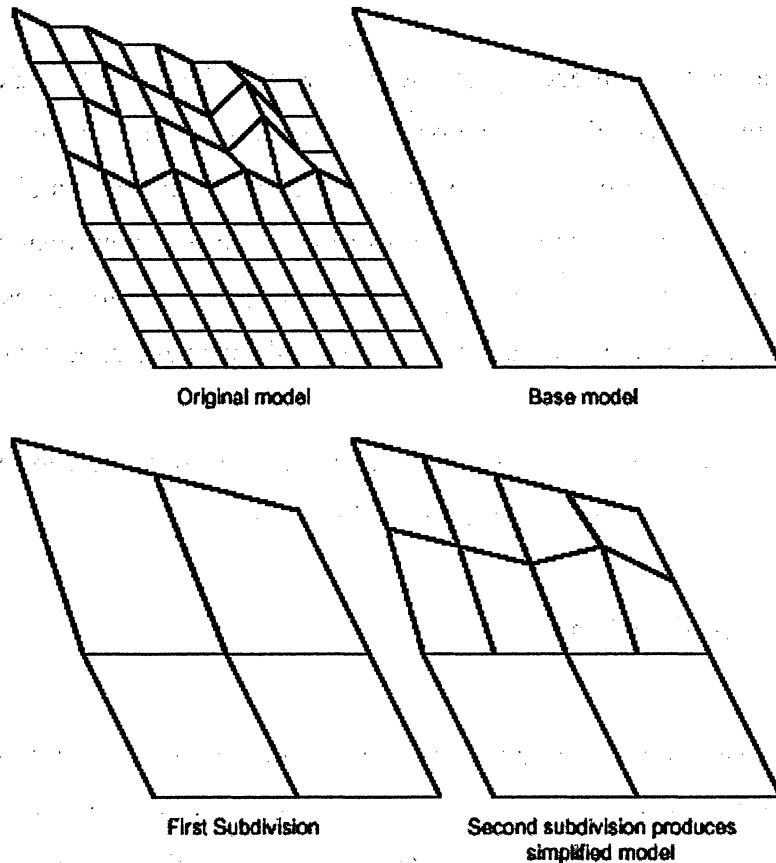 Original model
Base model
First Subdivision
Second subdivision produces
simplified model